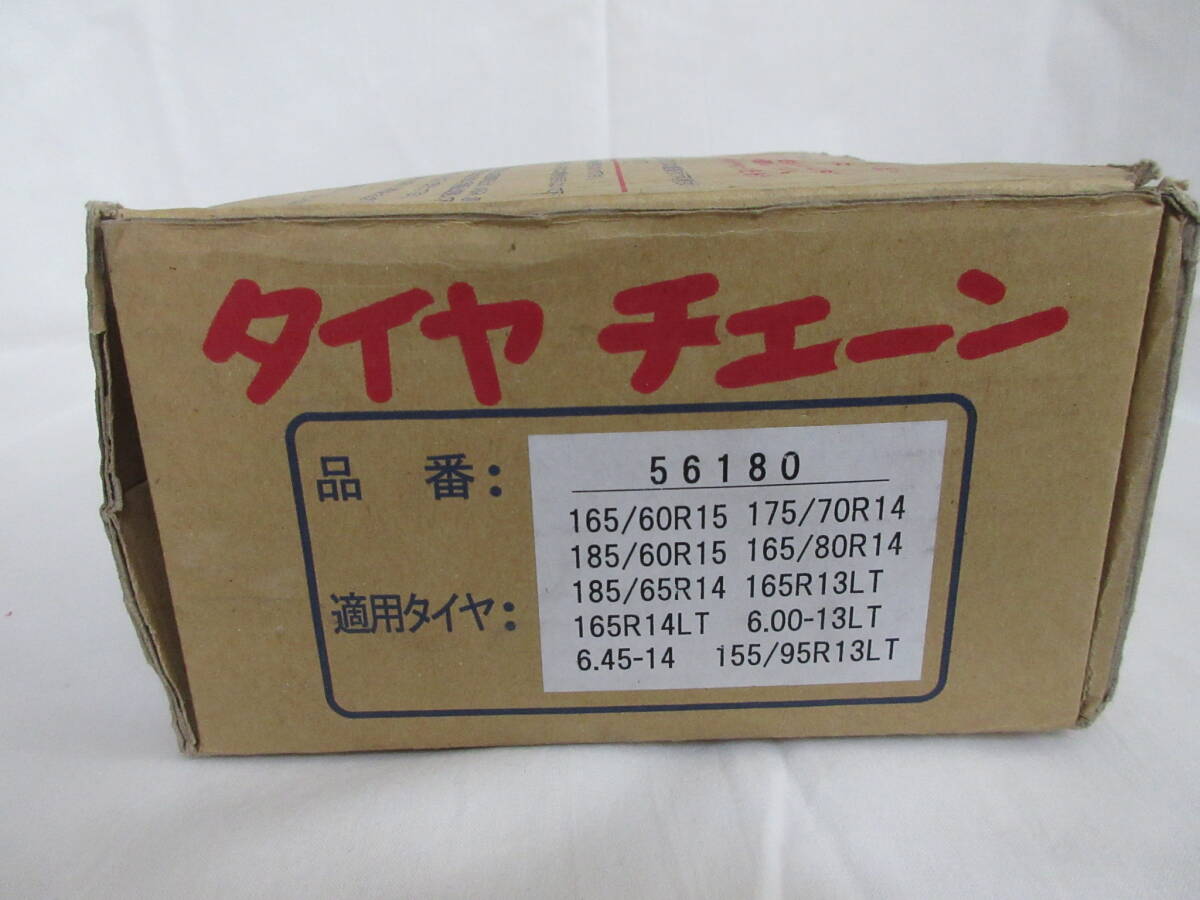 タイヤ チェーン
品 番: 56180
165/60R15 175/70R14
185/60R15 165/80R14
適用タイヤ: 185/65R14 165R13LT
165R14LT 6.00-13LT
6.45-14 155/95R13LT